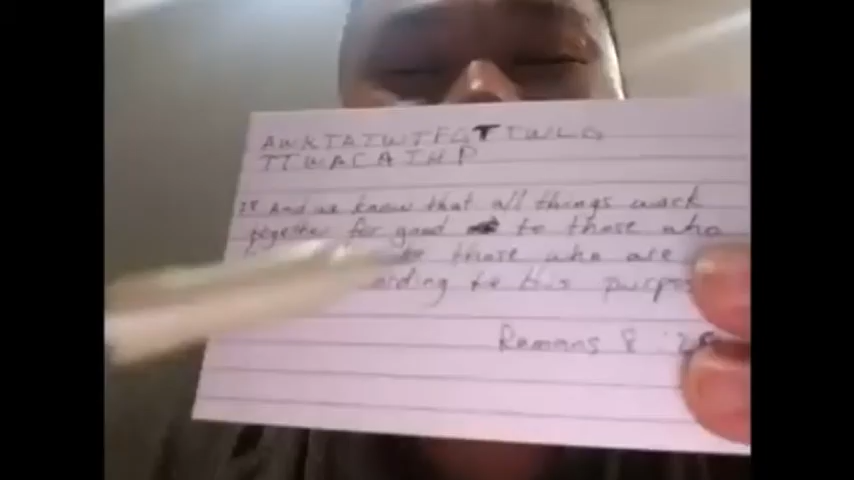 AWKTATWTFGTTWLG
TTWACATHP
28 And we know that all things work
together for good to those who
those who are
to His
Romans 8:28